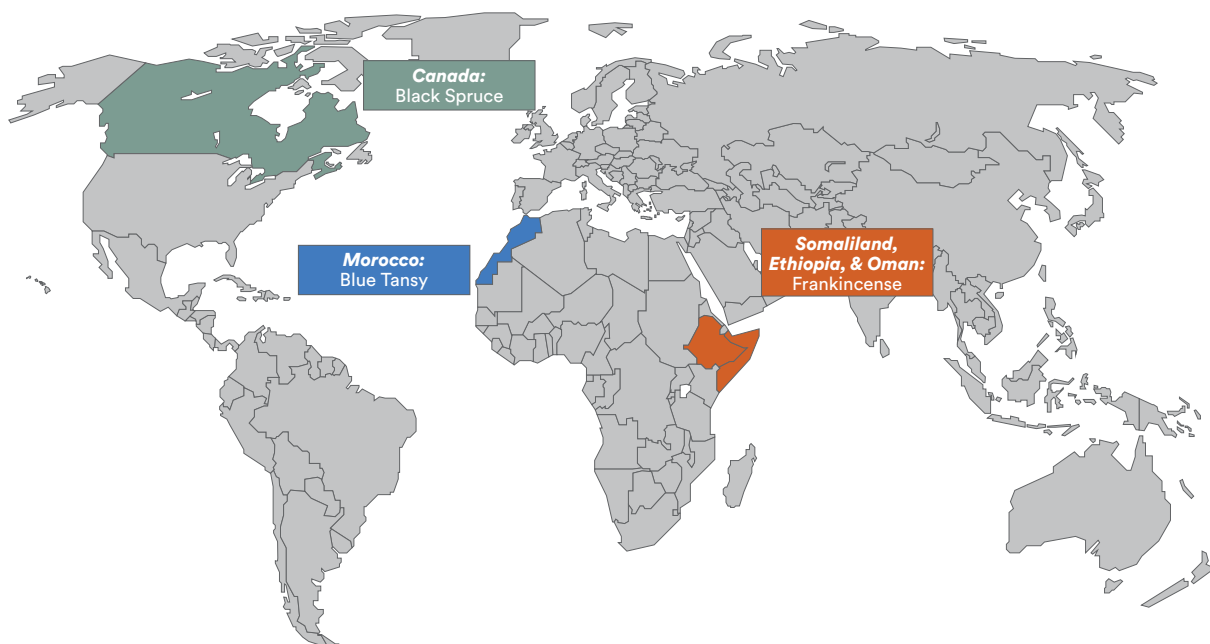 Canada:
Black Spruce
Morocco:
Blue Tansy
Somaliland,
Ethiopia, & Oman:
Frankincense